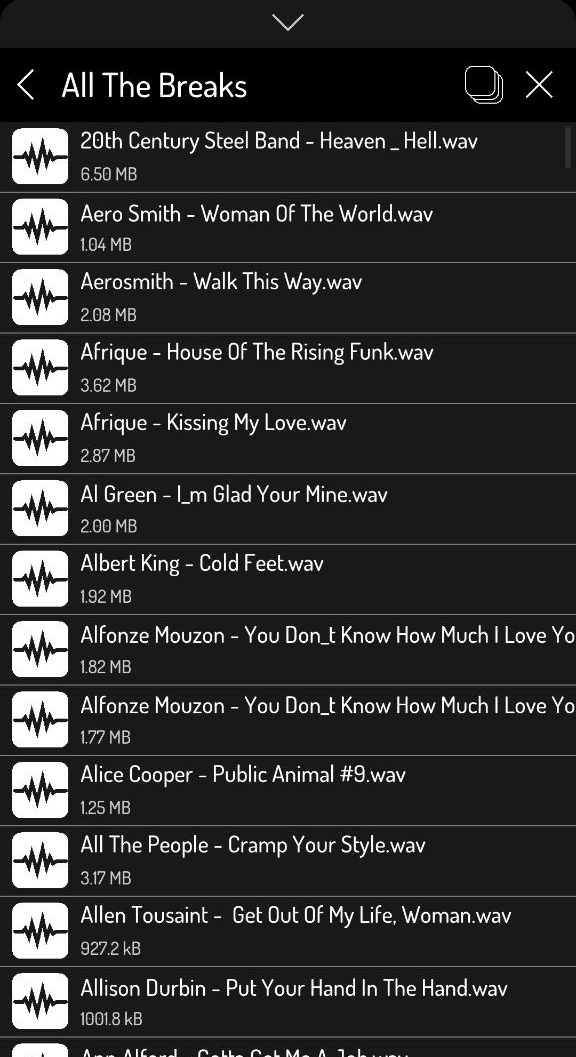 All The Breaks
20th Century Steel Band - Heaven _ Hell.wav
6.50 MB
Aero Smith - Woman Of The World.wav
1.04 MB
Aerosmith - Walk This Way.wav
2.08 MB
Afrique - House Of The Rising Funk.wav
3.62 MB
Afrique - Kissing My Love.wav
2.87 MB
Al Green - I_m Glad Your Mine.wav
2.00 MB
Albert King - Cold Feet.wav
1.92 MB
Alfonze Mouzon - You Don_t Know How Much I Love Yo
1.82 MB
Alfonze Mouzon - You Don_t Know How Much I Love Yo
1.77 MB
Alice Cooper - Public Animal #9.wav
1.25 MB
All The People - Cramp Your Style.wav
3.17 MB
Allen Tousaint -  Get Out Of My Life, Woman.wav
927.2 kB
Allison Durbin - Put Your Hand In The Hand.wav
1001.8 kB